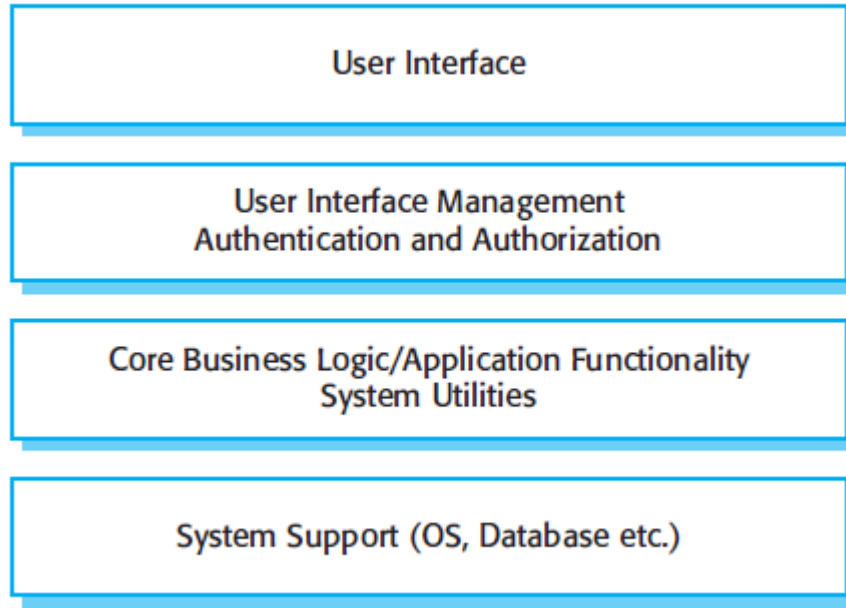 User Interface
User Interface Management
Authentication and Authorization
Core Business Logic/Application Functionality
System Utilities
System Support (OS, Database etc.)